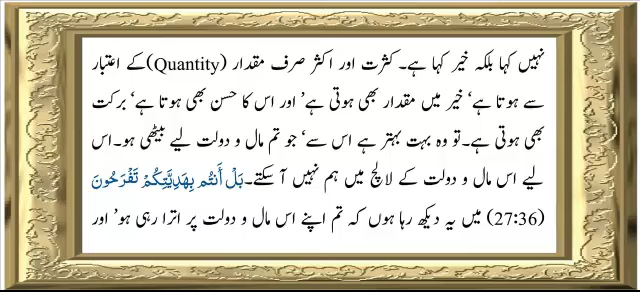 نہیں کہا بلکہ خیر کہا ہے۔ کثرت اور اکثر صرف مقدار (Quantity) کے اعتبار
سے ہوتا ہے‘ خیر میں مقدار بھی ہوتی ہے‘ اور اس کا حسن بھی ہوتا ہے‘ برکت
بھی ہوتی ہے۔ تو وہ بہت بہتر ہے اس سے‘ جو تم مال و دولت لیے بیٹھی ہو۔ اس
لیے اس مال و دولت کے لالچ میں ہم نہیں آ سکتے۔ بَلْ أَنتُم بِهَدِيَّتِكُمْ تَفْرَحُونَ
(27:36) میں یہ دیکھ رہا ہوں کہ تم اپنے اس مال و دولت پر اترا رہی ہو‘ اور